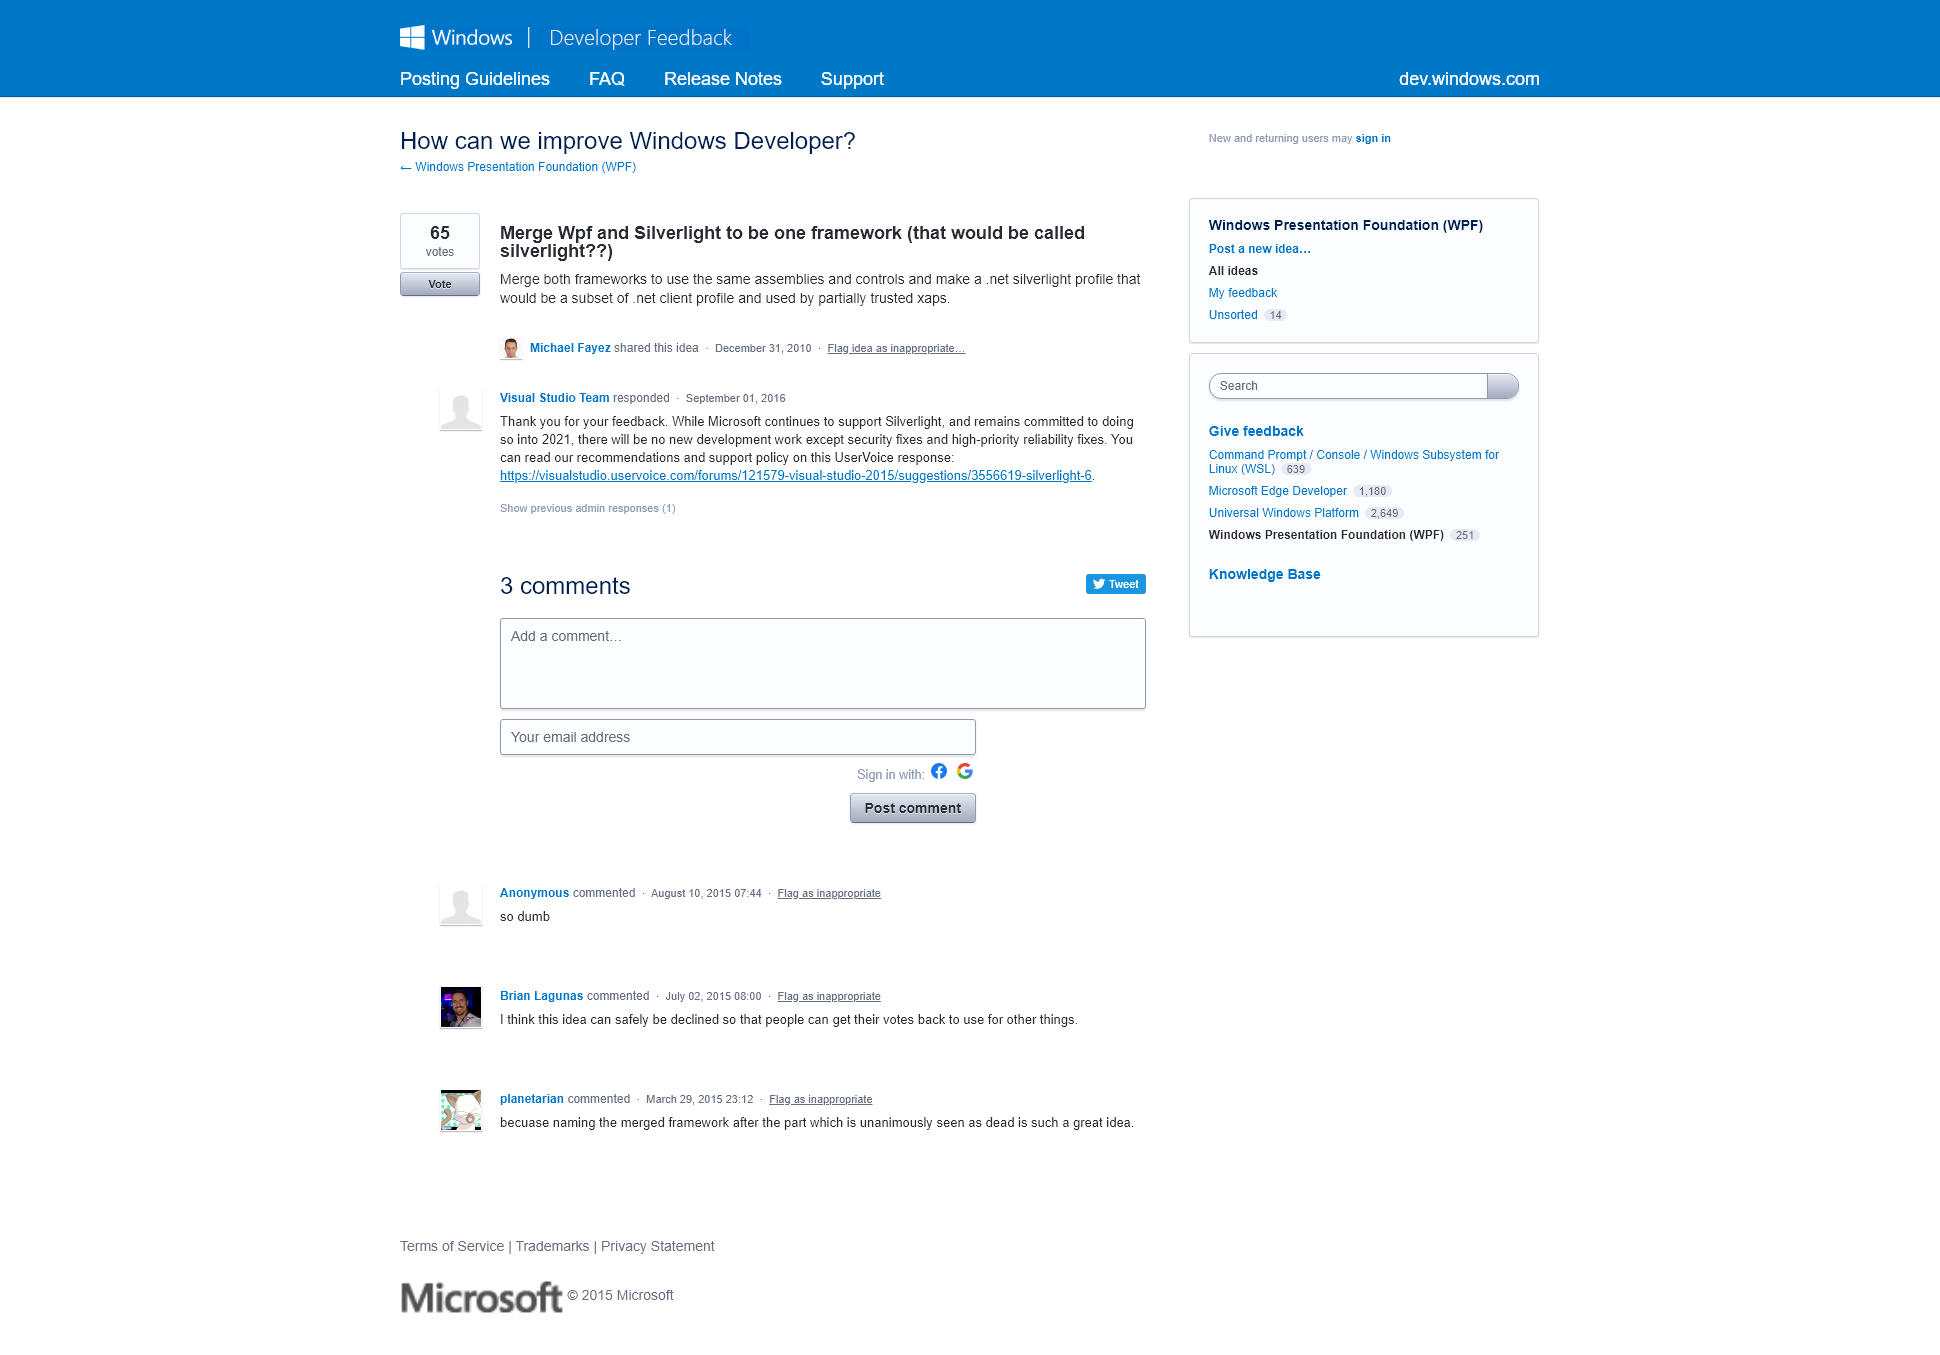 Windows | Developer Feedback
Posting Guidelines FAQ Release Notes Support dev.windows.com
How can we improve Windows Developer?
← Windows Presentation Foundation (WPF)
New and returning users may sign in
65
votes
Vote
Merge Wpf and Silverlight to be one framework (that would be called
silverlight??)
Merge both frameworks to use the same assemblies and controls and make a .net silverlight profile that
would be a subset of .net client profile and used by partially trusted xaps.
Michael Fayez shared this idea · December 31, 2010 · Flag idea as inappropriate…
Visual Studio Team responded · September 01, 2016
Thank you for your feedback. While Microsoft continues to support Silverlight, and remains committed to doing
so into 2021, there will be no new development work except security fixes and high-priority reliability fixes. You
can read our recommendations and support policy on this UserVoice response:
https://visualstudio.uservoice.com/forums/121579-visual-studio-2015/suggestions/3556619-silverlight-6.
Show previous admin responses (1)
3 comments
Tweet
Add a comment…
Your email address
Sign in with:
Post comment
Anonymous commented · August 10, 2015 07:44 · Flag as inappropriate
so dumb
Brian Lagunas commented · July 02, 2015 08:00 · Flag as inappropriate
I think this idea can safely be declined so that people can get their votes back to use for other things.
planetarian commented · March 29, 2015 23:12 · Flag as inappropriate
becuase naming the merged framework after the part which is unanimously seen as dead is such a great idea.
Windows Presentation Foundation (WPF)
Post a new idea…
All ideas
My feedback
Unsorted 14
Search
Give feedback
Command Prompt / Console / Windows Subsystem for
Linux (WSL) 639
Microsoft Edge Developer 1,180
Universal Windows Platform 2,649
Windows Presentation Foundation (WPF) 251
Knowledge Base
Terms of Service | Trademarks | Privacy Statement
Microsoft © 2015 Microsoft